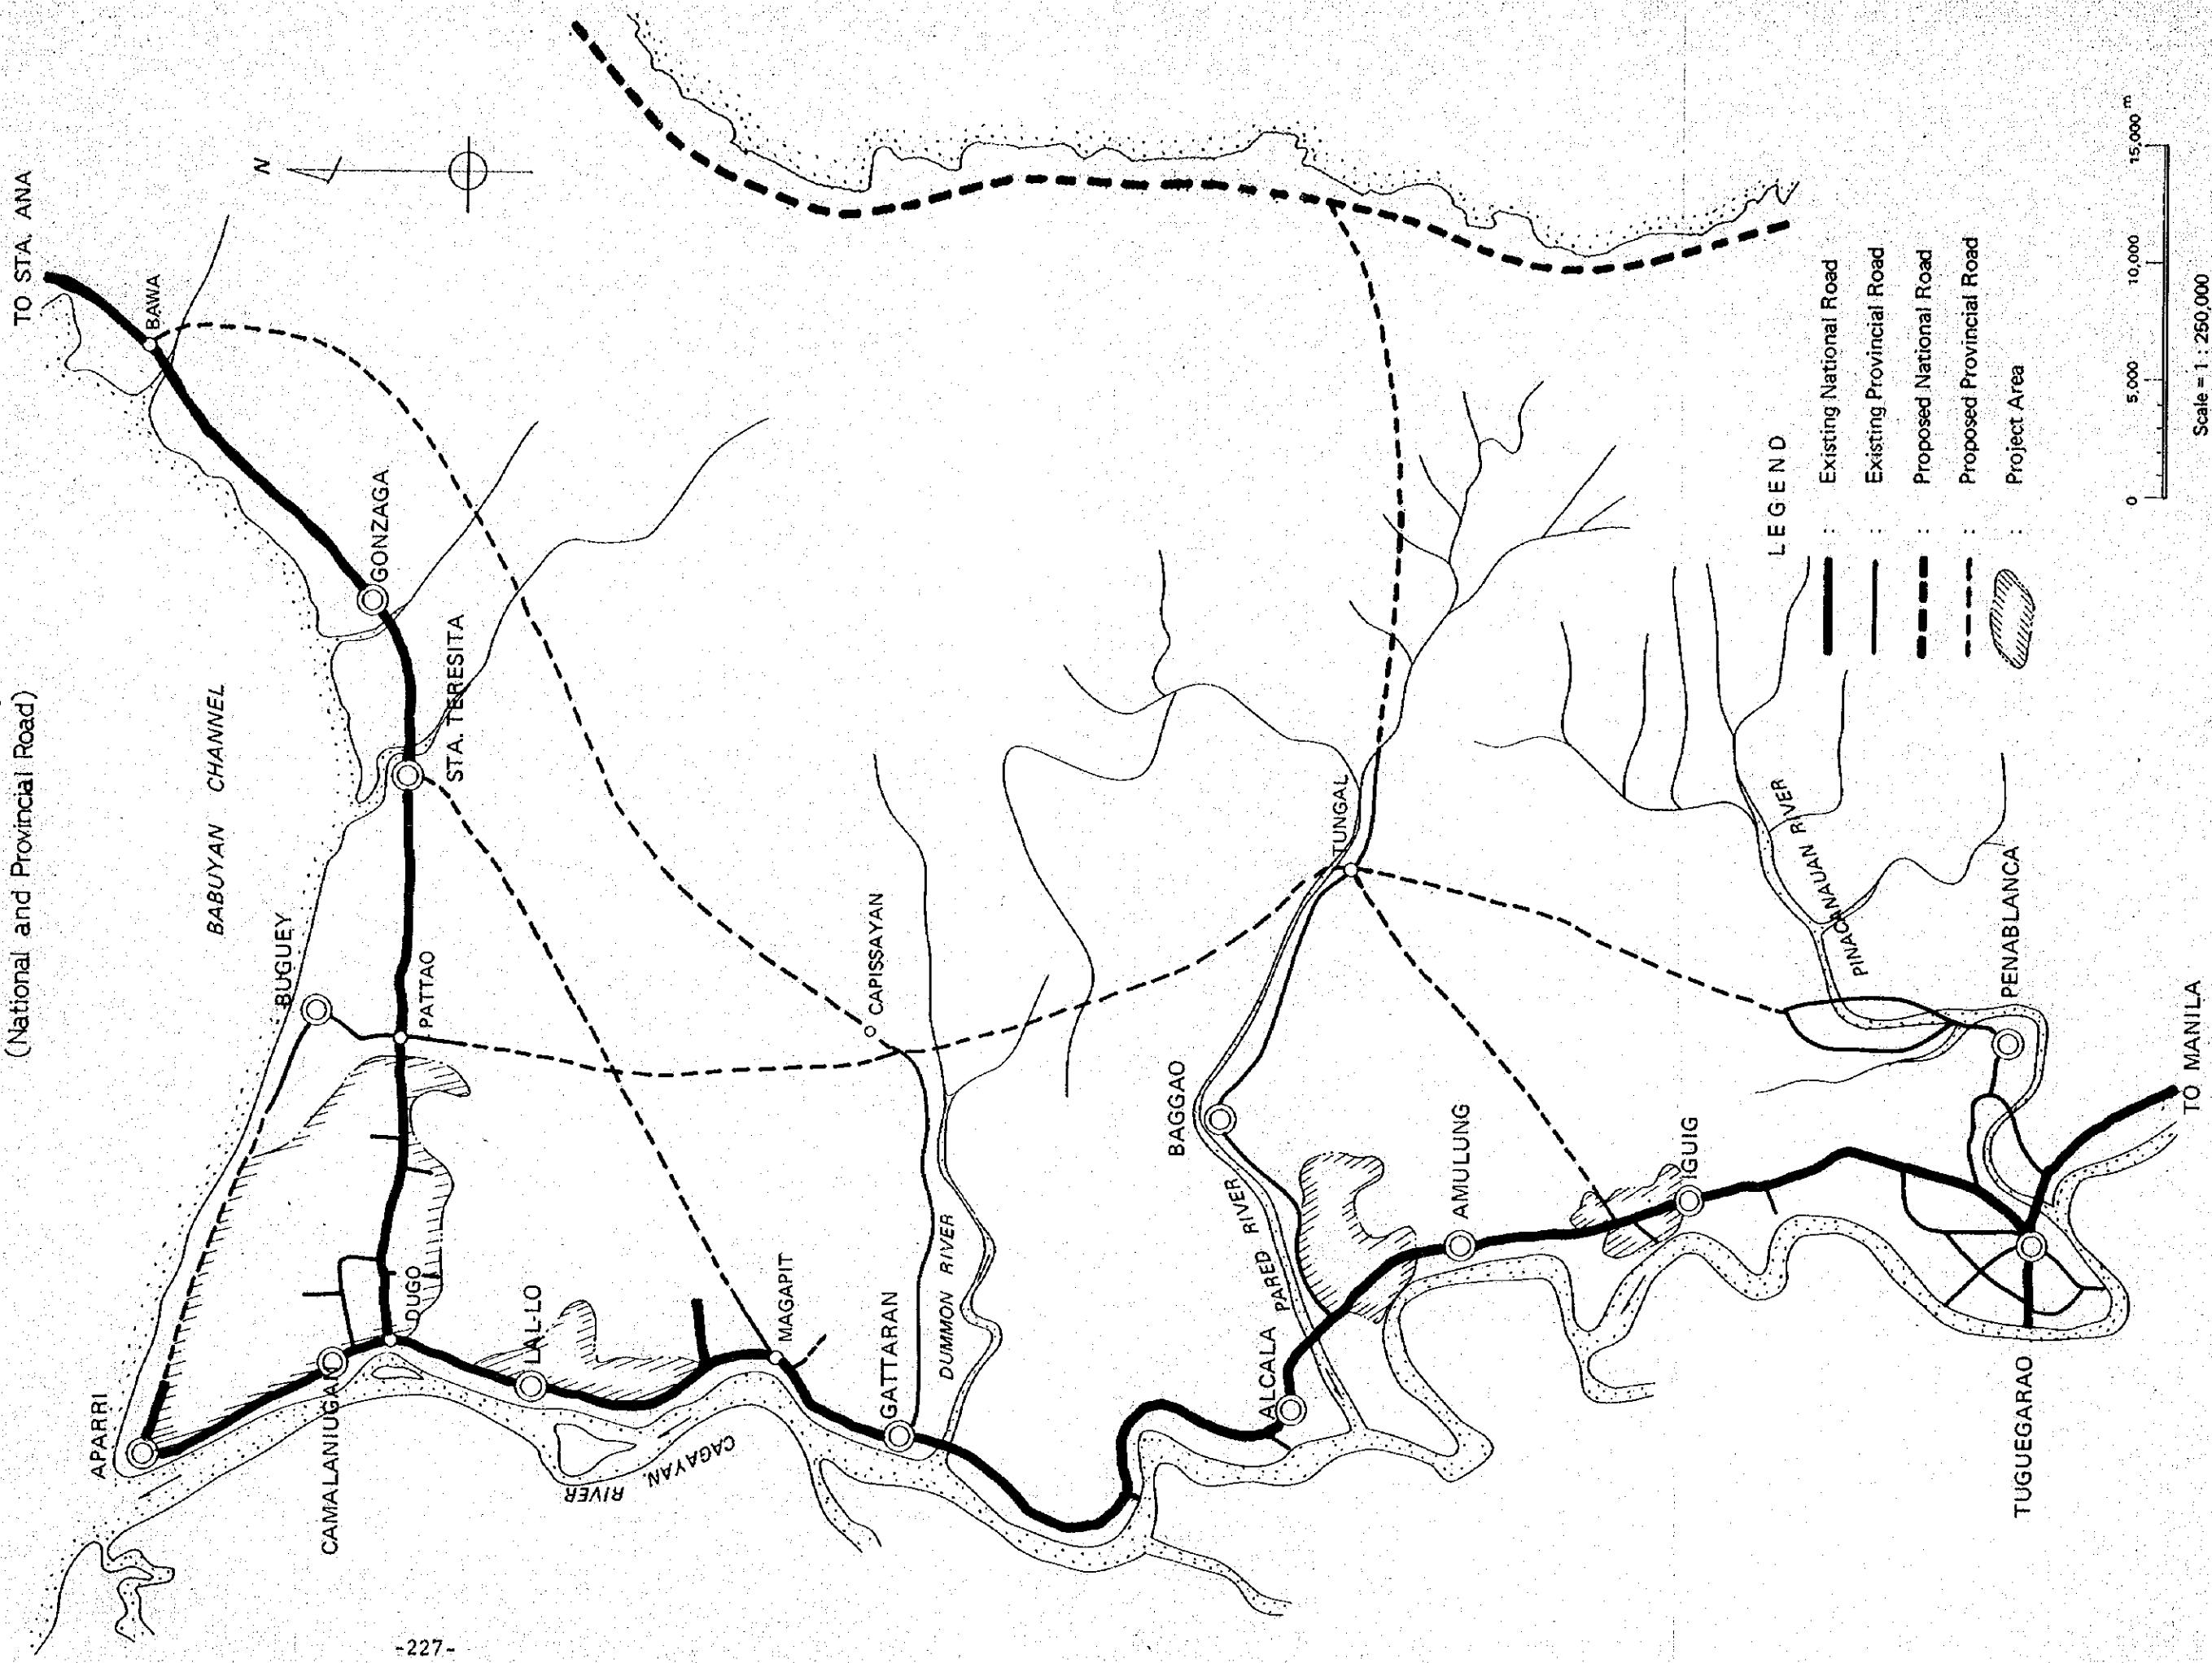 (National and Provincial Road)
TO STA. ANA
N
BAWA
BABUYAN CHANNEL
GONZAGA
STA. TERESITA
BUGUEY
PATTAO
APARRI
CAMALANIUGAN
DUGO
LAL-LO
CAGAYAN
RIVER
MAGAPIT
CAPISSAYAN
GATTARAN
DUMMON RIVER
TUNGAL
BAGGAO
PARED RIVER
ALCALA
AMULUNG
IGUIG
PINACANAUAN RIVER
PENABLANCA
TUGUEGARAO
TO MANILA
LEGEND
: Existing National Road
: Existing Provincial Road
: Proposed National Road
: Proposed Provincial Road
: Project Area
0 5,000 10,000 15,000 m
Scale = 1 : 250,000
-227-